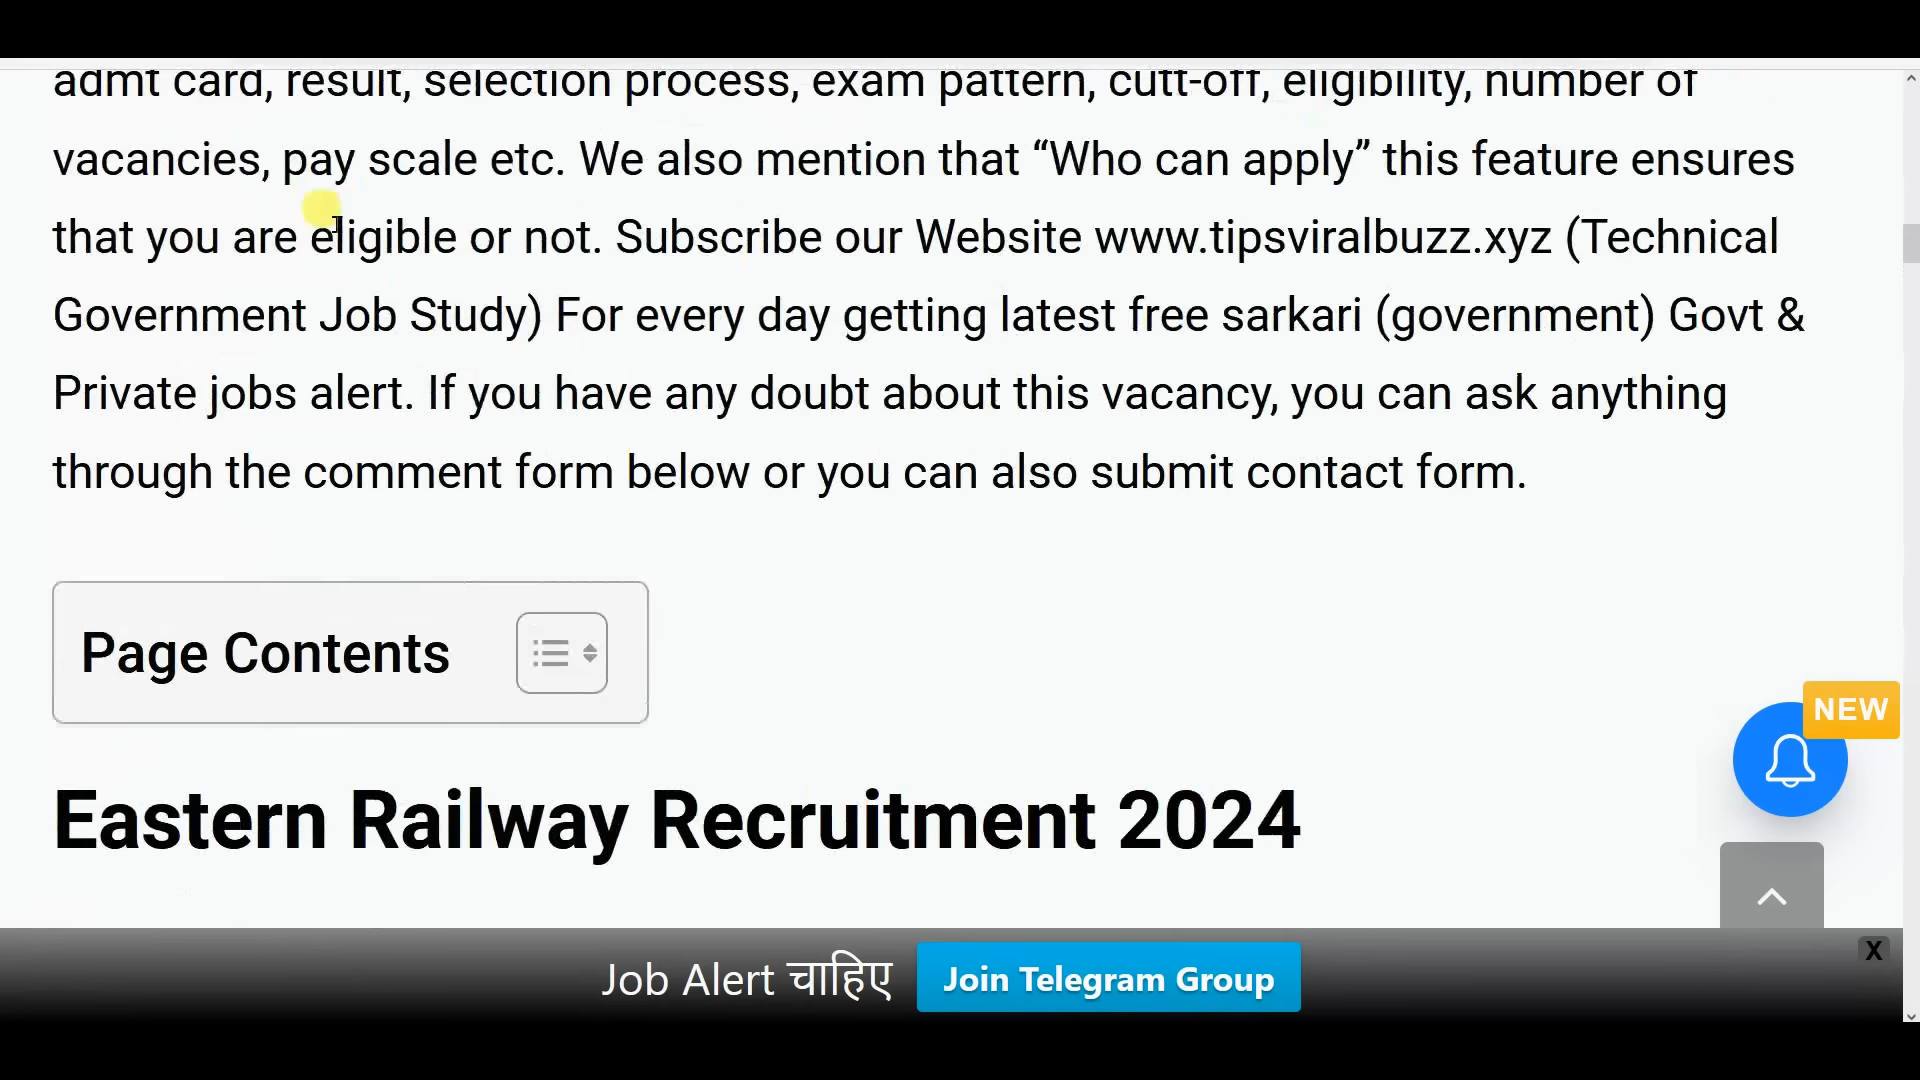 admt card, result, selection process, exam pattern, cutt-off, eligibility, number of
vacancies, pay scale etc. We also mention that “Who can apply” this feature ensures
that you are eligible or not. Subscribe our Website www.tipsviralbuzz.xyz (Technical
Government Job Study) For every day getting latest free sarkari (government) Govt &
Private jobs alert. If you have any doubt about this vacancy, you can ask anything
through the comment form below or you can also submit contact form.
Page Contents
NEW
Eastern Railway Recruitment 2024
X
Job Alert चाहिए Join Telegram Group